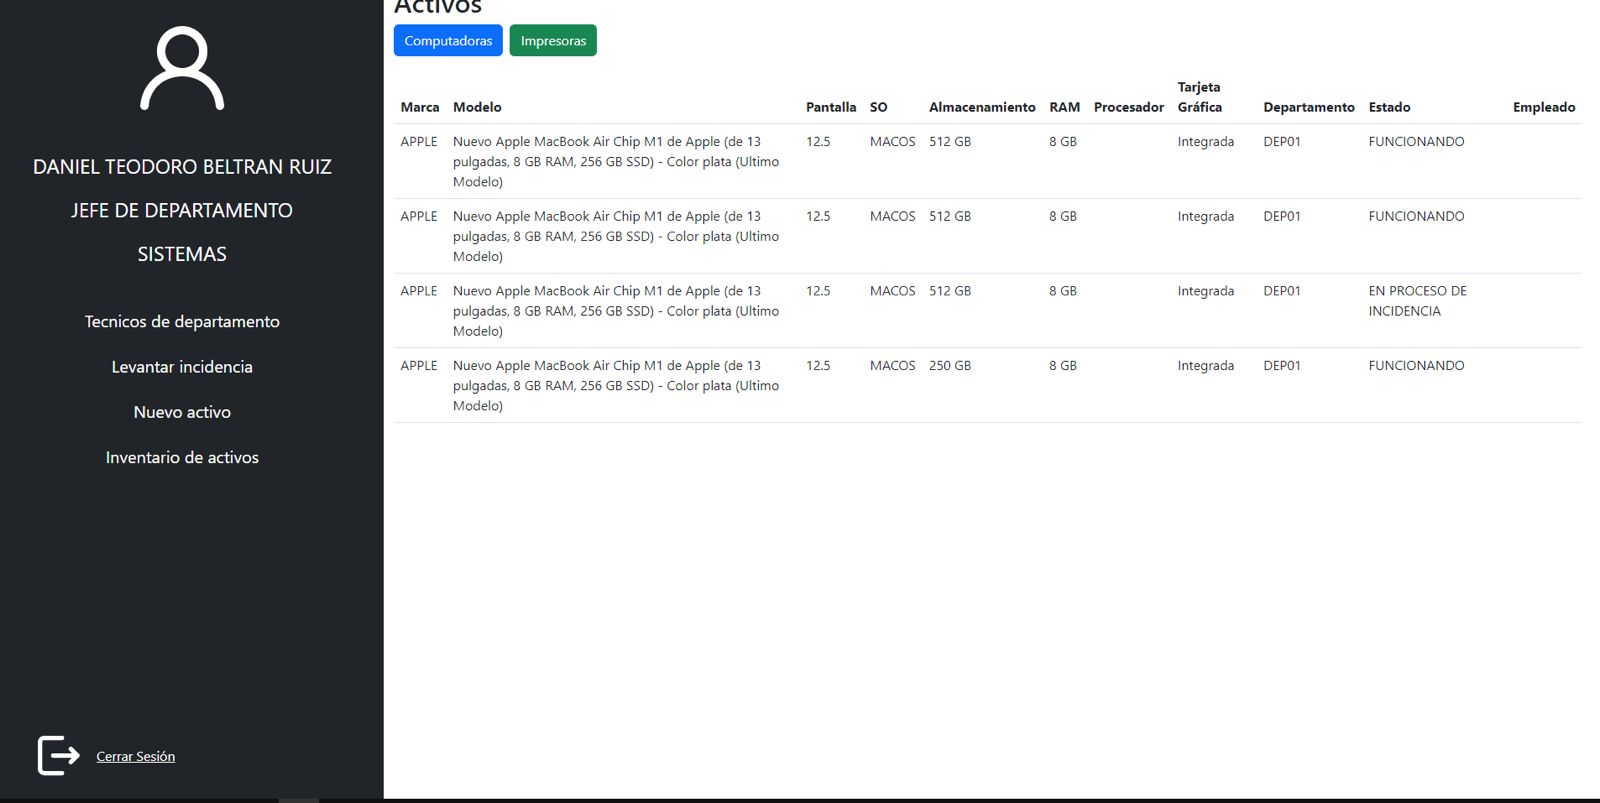 DANIEL TEODORO BELTRAN RUIZ
JEFE DE DEPARTAMENTO
SISTEMAS
Tecnicos de departamento
Levantar incidencia
Nuevo activo
Inventario de activos
Cerrar Sesión
Activos
Computadoras Impresoras
Marca Modelo Pantalla SO Almacenamiento RAM Procesador Tarjeta Gráfica Departamento Estado Empleado
APPLE Nuevo Apple MacBook Air Chip M1 de Apple (de 13 12.5 MACOS 512 GB 8 GB Integrada DEP01 FUNCIONANDO
pulgadas, 8 GB RAM, 256 GB SSD) - Color plata (Ultimo
Modelo)
APPLE Nuevo Apple MacBook Air Chip M1 de Apple (de 13 12.5 MACOS 512 GB 8 GB Integrada DEP01 FUNCIONANDO
pulgadas, 8 GB RAM, 256 GB SSD) - Color plata (Ultimo
Modelo)
APPLE Nuevo Apple MacBook Air Chip M1 de Apple (de 13 12.5 MACOS 512 GB 8 GB Integrada DEP01 EN PROCESO DE
pulgadas, 8 GB RAM, 256 GB SSD) - Color plata (Ultimo INCIDENCIA
Modelo)
APPLE Nuevo Apple MacBook Air Chip M1 de Apple (de 13 12.5 MACOS 250 GB 8 GB Integrada DEP01 FUNCIONANDO
pulgadas, 8 GB RAM, 256 GB SSD) - Color plata (Ultimo
Modelo)